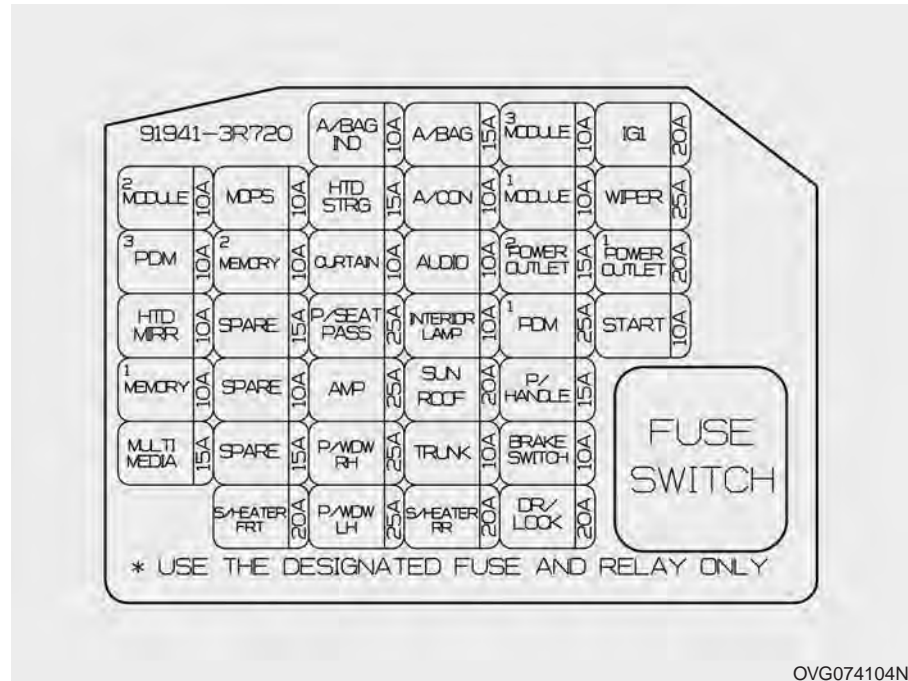 91941-3R720 A/BAG IND 10A A/BAG 15A 3 MODULE 10A IG1 20A
2 MODULE 10A MDPS 10A HTD STRG 15A A/CON 10A 1 MODLUE 10A WIPER 25A
3 PDM 10A 2 MEMORY 10A CURTAIN 10A AUDIO 10A 2 POWER OUTLET 15A 1 POWER OUTLET 20A
HTD MIRR 10A SPARE 15A P/SEAT PASS 25A INTERIOR LAMP 10A 1 PDM 25A START 10A
1 MEMORY 10A SPARE 10A AMP 25A SUN ROOF 20A P/HANDLE 15A
MULTI MEDIA 15A SPARE 15A P/WDW RH 25A TRUNK 10A BRAKE SWITCH 10A
S/HEATER FRT 20A P/WDW LH 25A S/HEATER RR 20A DR/LOCK 20A
FUSE
SWITCH
* USE THE DESIGNATED FUSE AND RELAY ONLY
OVG074104N